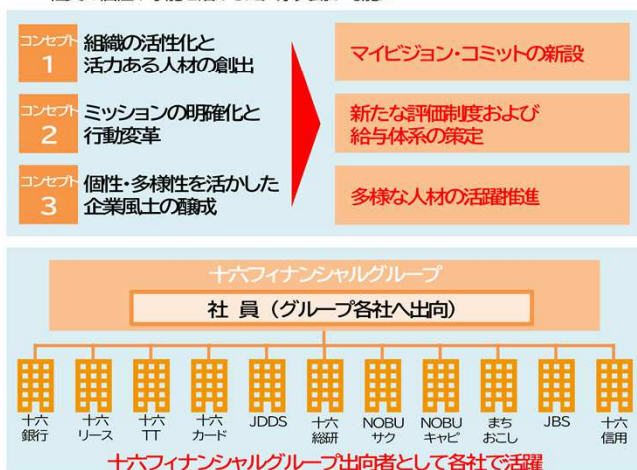 コンセプト
1
組織の活性化と
活力ある人材の創出
マイビジョン・コミットの新設
コンセプト
2
ミッションの明確化と
行動変革
新たな評価制度および
給与体系の策定
コンセプト
3
個性・多様性を活かした
企業風土の醸成
多様な人材の活躍推進
十六フィナンシャルグループ
社 員（グループ各社へ出向）
十六
銀行
十六
リース
十六
TT
十六
カード
JDDS
十六
総研
NOBU
サク
NOBU
キャピ
まち
おこし
JBS
十六
信用
十六フィナンシャルグループ出向者として各社で活躍